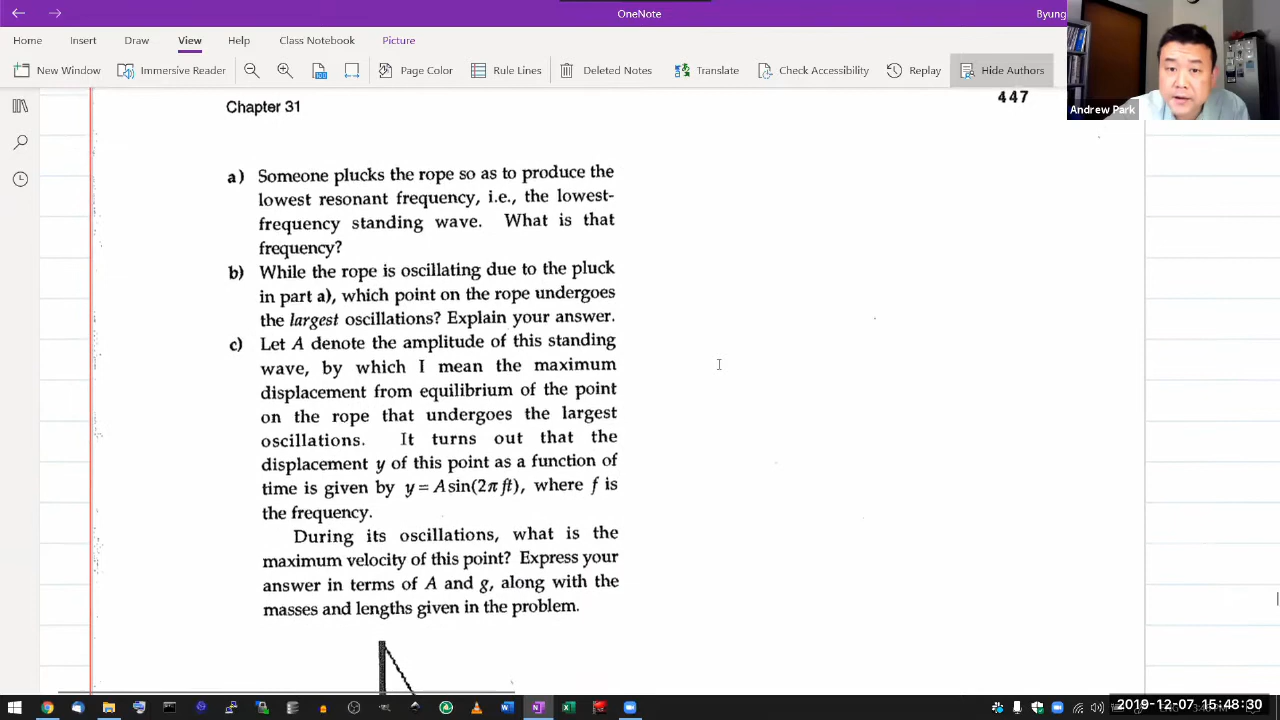 OneNote
Byung
Home Insert Draw View Help Class Notebook Picture
New Window Immersive Reader Page Color Rule Lines Deleted Notes Translate Check Accessibility Replay Hide Authors
Andrew Park
Chapter 31
447
a) Someone plucks the rope so as to produce the
lowest resonant frequency, i.e., the lowest-
frequency standing wave. What is that
frequency?
b) While the rope is oscillating due to the pluck
in part a), which point on the rope undergoes
the largest oscillations? Explain your answer.
c) Let A denote the amplitude of this standing
wave, by which I mean the maximum
displacement from equilibrium of the point
on the rope that undergoes the largest
oscillations. It turns out that the
displacement y of this point as a function of
time is given by y = A sin(2π ft), where f is
the frequency.
During its oscillations, what is the
maximum velocity of this point? Express your
answer in terms of A and g, along with the
masses and lengths given in the problem.
2019-12-07 15:48:30